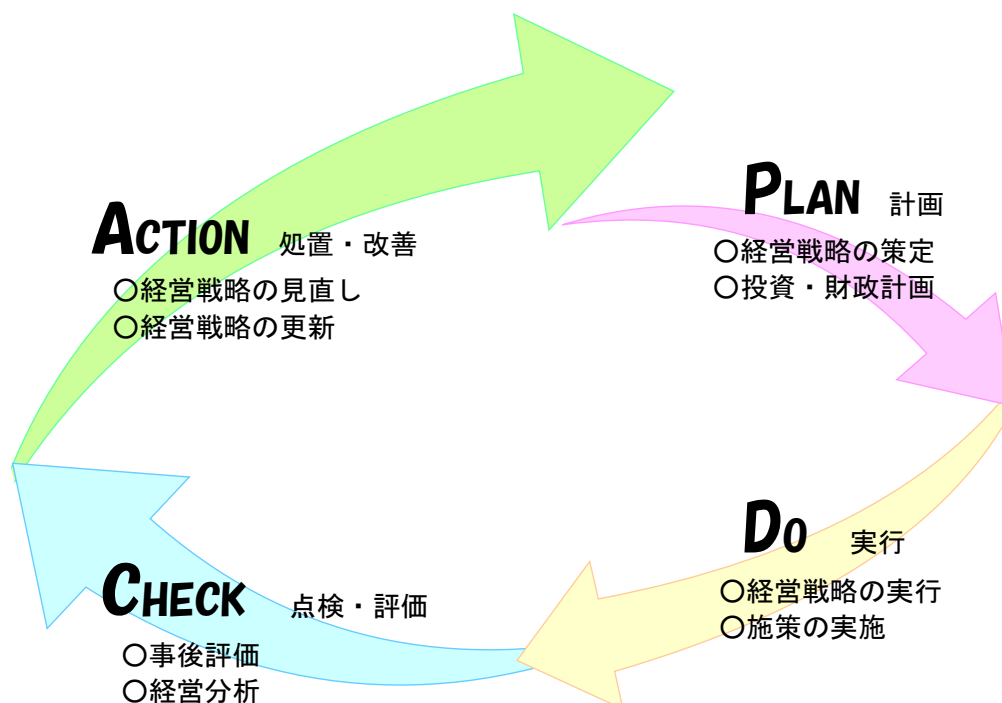 PLAN 計画
○経営戦略の策定
○投資・財政計画
DO 実行
○経営戦略の実行
○施策の実施
CHECK 点検・評価
○事後評価
○経営分析
ACTION 処置・改善
○経営戦略の見直し
○経営戦略の更新